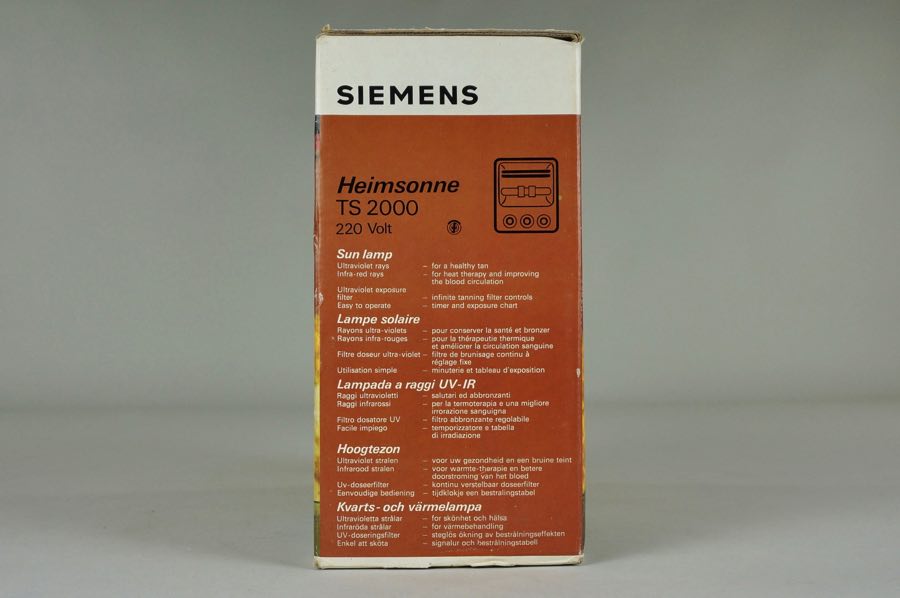 SIEMENS
Heimsonne
TS 2000
220 Volt
Sun lamp
Ultraviolet rays – for a healthy tan
Infra-red rays – for heat therapy and improving
the blood circulation
Ultraviolet exposure
filter – infinite tanning filter controls
Easy to operate – timer and exposure chart
Lampe solaire
Rayons ultra-violets – pour conserver la santé et bronzer
Rayons infra-rouges – pour la thérapeutie thermique
et améliorer la circulation sanguine
Filtre doseur ultra-violet – filtre de brunisage continu à
réglage fixe
Utilisation simple – minuterie et tableau d'exposition
Lampada a raggi UV-IR
Raggi ultravioletti – salutari ed abbronzanti
Raggi infrarossi – per la termoterapia e una migliore
irrorazione sanguigna
Filtro dosatore UV – filtro abbronzante regolabile
Facile impiego – temporizzatore e tabella
di irradiazione
Hoogtezon
Ultraviolet stralen – voor uw gezondheid en een bruine teint
Infrarood stralen – voor warmte-therapie en betere
doorstroming van het bloed
Uv-doseerfilter – kontinu verstelbaar doseerfilter
Eenvoudige bediening – tijdklokje en bestralingstabel
Kvarts- och värmelampa
Ultravioletta strålar – for skönhet och hälsa
Infraröda strålar – for värmebehandling
UV-doseringsfilter – steglös ökning av bestrålningseffekten
Enkel att sköta – signalur och bestrålningstabell